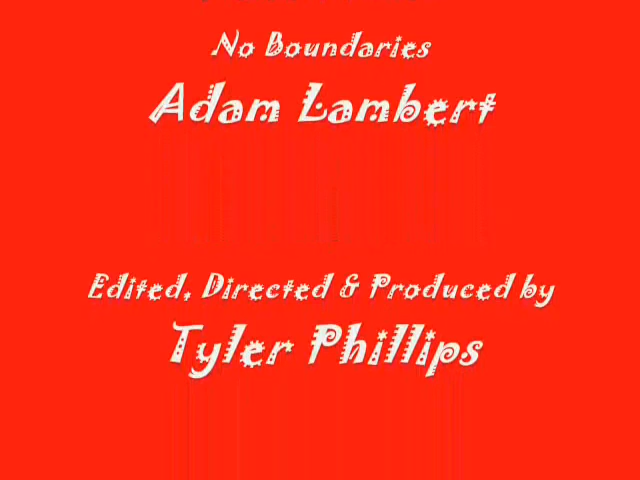 No Boundaries
Adam Lambert
Edited, Directed & Produced by
Tyler Phillips